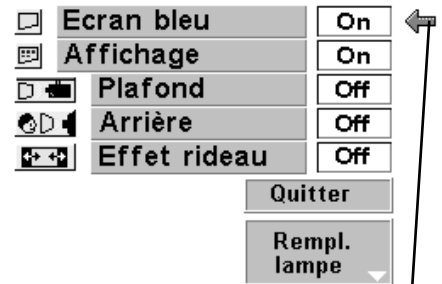 Ecran bleu On
Affichage On
Plafond Off
Arrière Off
Effet rideau Off
Quitter
Rempl.
lampe